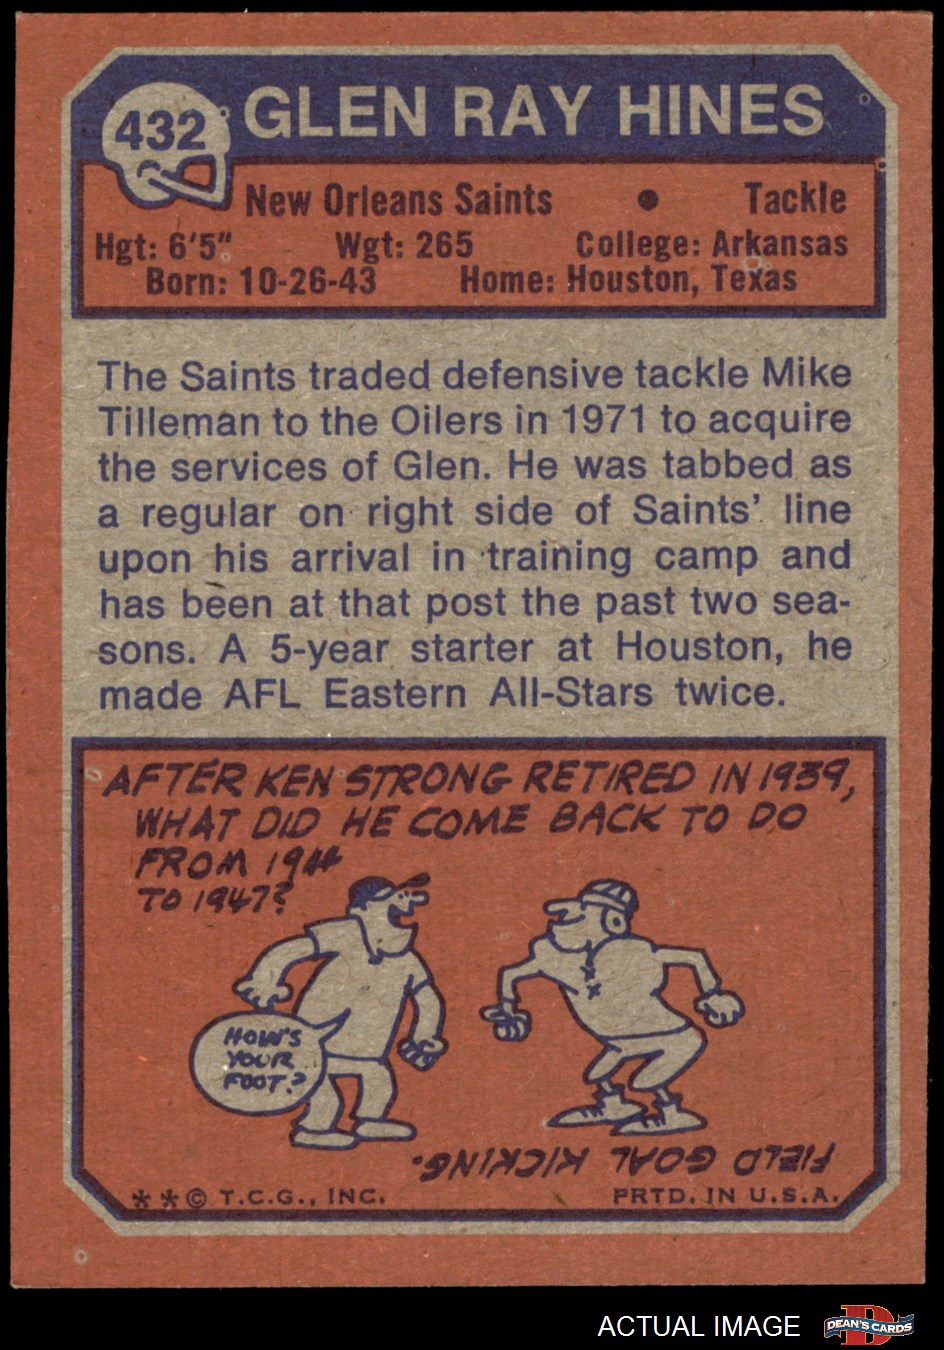 432
GLEN RAY HINES
New Orleans Saints • Tackle
Hgt: 6'5" Wgt: 265 College: Arkansas
Born: 10-26-43 Home: Houston, Texas
The Saints traded defensive tackle Mike
Tilleman to the Oilers in 1971 to acquire
the services of Glen. He was tabbed as
a regular on right side of Saints' line
upon his arrival in training camp and
has been at that post the past two sea-
sons. A 5-year starter at Houston, he
made AFL Eastern All-Stars twice.
AFTER KEN STRONG RETIRED IN 1939,
WHAT DID HE COME BACK TO DO
FROM 1944
TO 1947?
HOW'S
YOUR
FOOT?
FIELD GOAL KICKING.
* * © T.C.G., INC. PRTD. IN U.S.A.
ACTUAL IMAGE
DEAN'S CARDS